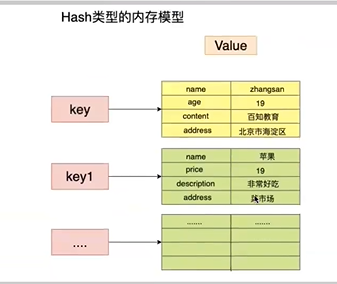 Hash类型的内存模型
Value
key
name zhangsan
age 19
content 百知教育
address 北京市海淀区
key1
name 苹果
price 19
description 非常好吃
address 市场
....
....... .......